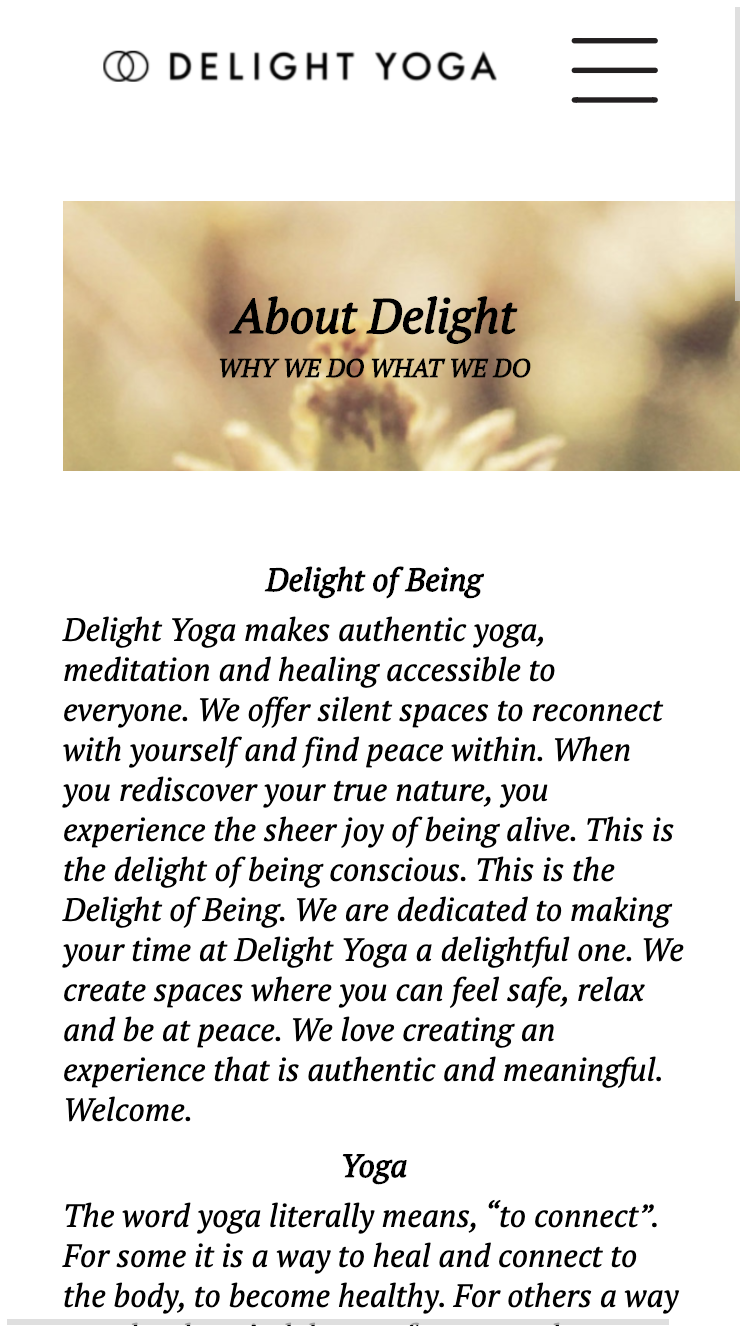 DELIGHT YOGA
About Delight
WHY WE DO WHAT WE DO
Delight of Being
Delight Yoga makes authentic yoga,
meditation and healing accessible to
everyone. We offer silent spaces to reconnect
with yourself and find peace within. When
you rediscover your true nature, you
experience the sheer joy of being alive. This is
the delight of being conscious. This is the
Delight of Being. We are dedicated to making
your time at Delight Yoga a delightful one. We
create spaces where you can feel safe, relax
and be at peace. We love creating an
experience that is authentic and meaningful.
Welcome.
Yoga
The word yoga literally means, “to connect”.
For some it is a way to heal and connect to
the body, to become healthy. For others a way